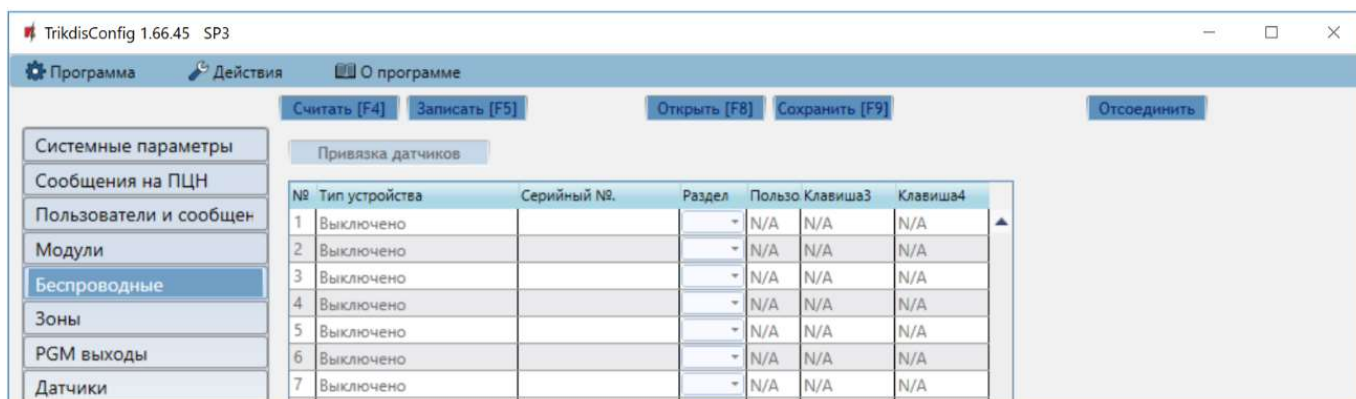 TrikdisConfig 1.66.45 SP3
Программа Действия О программе
Считать [F4] Записать [F5] Открыть [F8] Сохранить [F9] Отсоединить
Системные параметры
Сообщения на ПЦН
Пользователи и сообщен
Модули
Беспроводные
Зоны
PGM выходы
Датчики
Привязка датчиков
№ Тип устройства Серийный №. Раздел Пользо Клавиша3 Клавиша4
1 Выключено N/A N/A N/A
2 Выключено N/A N/A N/A
3 Выключено N/A N/A N/A
4 Выключено N/A N/A N/A
5 Выключено N/A N/A N/A
6 Выключено N/A N/A N/A
7 Выключено N/A N/A N/A